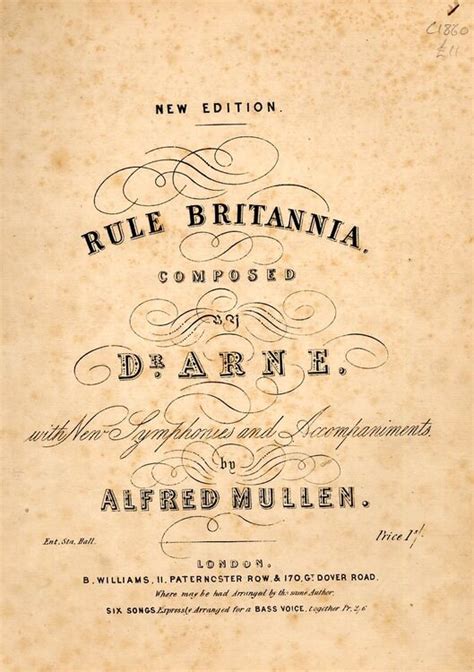 C1860
£11
NEW EDITION.
RULE BRITANNIA.
COMPOSED
BY
DR. ARNE.
with New Symphonies and Accompaniments
by
ALFRED MULLEN.
Ent. Sta. Hall. Price 1/.
LONDON.
B. WILLIAMS, 11, PATERNOSTER ROW, & 170, GT. DOVER ROAD.
Where may be had Arranged by the same Author,
SIX SONGS Expressly Arranged for a BASS VOICE, together Pr. 2/6